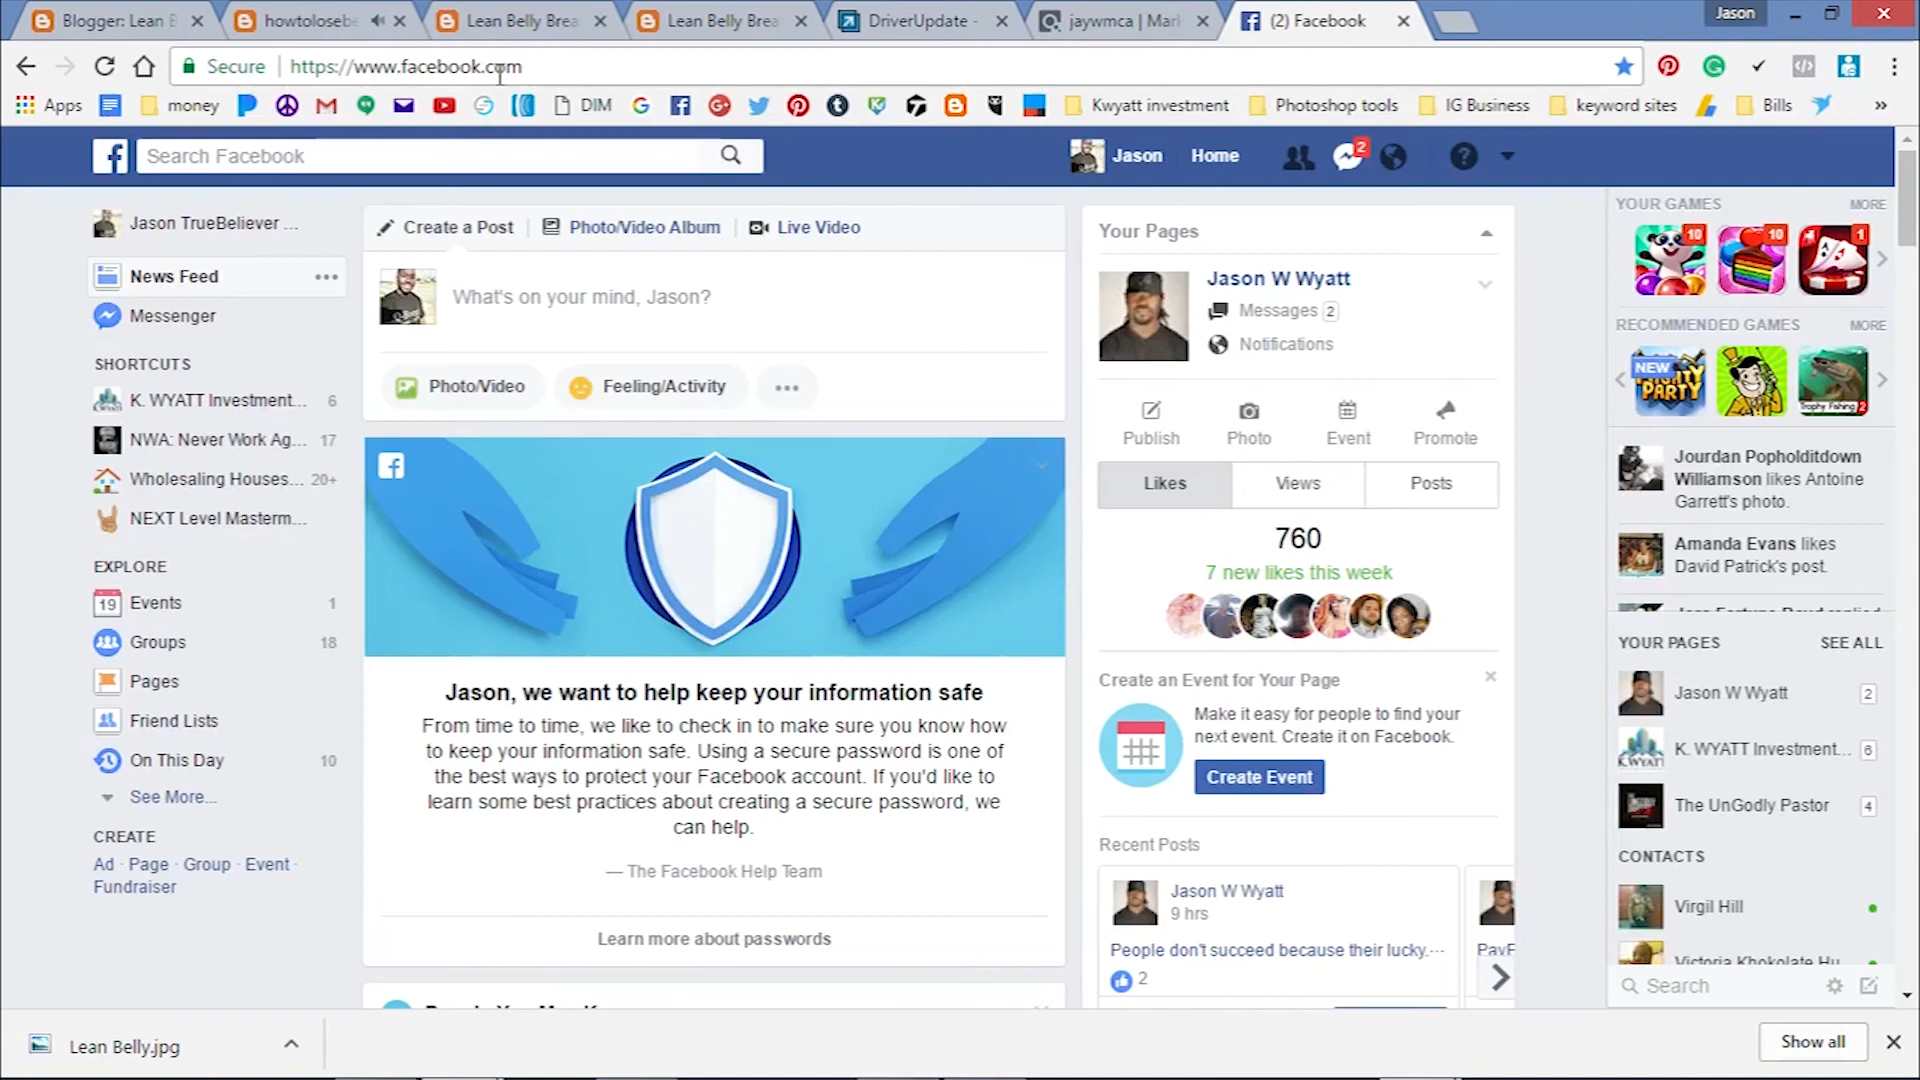 Blogger: Lean B
howtolosebe
Lean Belly Brea
Lean Belly Brea
DriverUpdate -
jaywmca | Mark
(2) Facebook
Jason
Secure
https://www.facebook.com
Apps
money
DIM
Kwyatt investment
Photoshop tools
IG Business
keyword sites
Bills
»
Search Facebook
Jason
Home
2
Jason TrueBeliever ...
News Feed
Messenger
SHORTCUTS
K. WYATT Investment... 6
NWA: Never Work Ag... 17
Wholesaling Houses... 20+
NEXT Level Masterm...
EXPLORE
19 Events 1
Groups 18
Pages
Friend Lists
On This Day 10
See More...
CREATE
Ad · Page · Group · Event ·
Fundraiser
Create a Post
Photo/Video Album
Live Video
What's on your mind, Jason?
Photo/Video
Feeling/Activity
Jason, we want to help keep your information safe
From time to time, we like to check in to make sure you know how
to keep your information safe. Using a secure password is one of
the best ways to protect your Facebook account. If you'd like to
learn some best practices about creating a secure password, we
can help.
— The Facebook Help Team
Learn more about passwords
Your Pages
Jason W Wyatt
Messages 2
Notifications
Publish
Photo
Event
Promote
Likes
Views
Posts
760
7 new likes this week
Create an Event for Your Page
Make it easy for people to find your
next event. Create it on Facebook.
Create Event
Recent Posts
Jason W Wyatt
9 hrs
People don't succeed because their lucky.---
2
YOUR GAMES
MORE
10
10
1
RECOMMENDED GAMES
MORE
NEW
PARTY
Trophy Fishing 2
Jourdan Popholditdown
Williamson likes Antoine
Garrett's photo.
Amanda Evans likes
David Patrick's post.
YOUR PAGES
SEE ALL
Jason W Wyatt 2
K. WYATT Investment... 6
The UnGodly Pastor 4
CONTACTS
Virgil Hill
Victoria Khokolate Hu
Search
Lean Belly.jpg
Show all